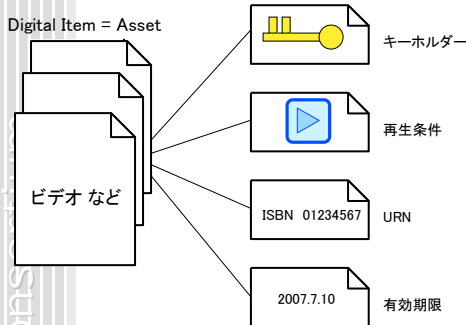 Digital Item = Asset
キーホルダー
再生条件
ビデオ など
ISBN 01234567
URN
2007.7.10
有効期限